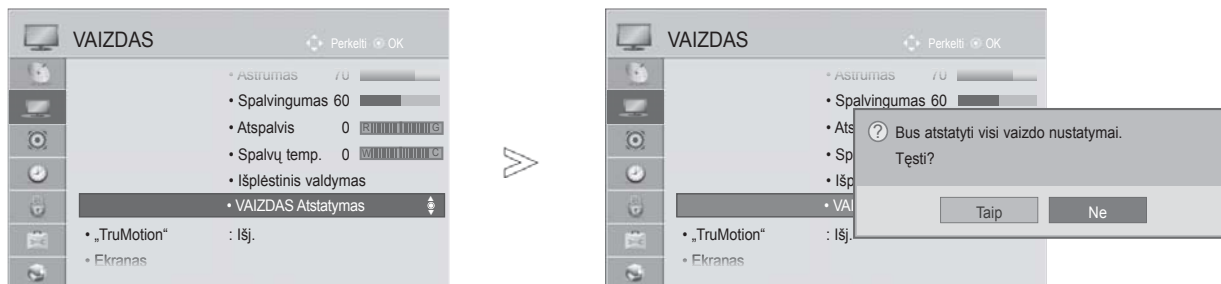 VAIZDAS Perkelti OK
• Aštrumas 70
• Spalvingumas 60
• Atspalvis 0 R G
• Spalvų temp. 0 W C
• Išplėstinis valdymas
• VAIZDAS Atstatymas
• „TruMotion“ : Išj.
• Ekranas
VAIZDAS Perkelti OK
• Aštrumas 70
• Spalvingumas 60
• Ats
• Sp
• Išp
• VAI
• „TruMotion“ : Išj.
• Ekranas
? Bus atstatyti visi vaizdo nustatymai.
Tęsti?
Taip Ne